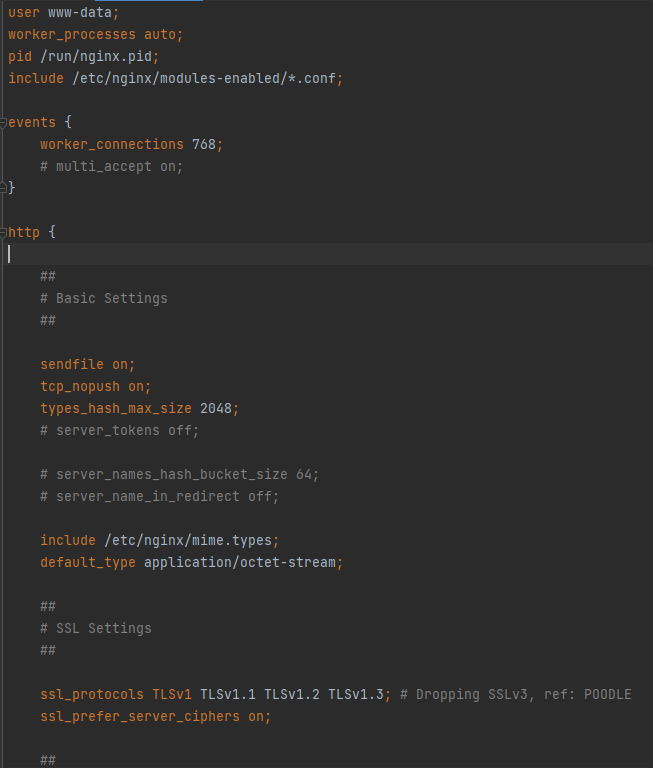 user www-data;
worker_processes auto;
pid /run/nginx.pid;
include /etc/nginx/modules-enabled/*.conf;
events {
    worker_connections 768;
    # multi_accept on;
}
http {
    ##
    # Basic Settings
    ##
    sendfile on;
    tcp_nopush on;
    types_hash_max_size 2048;
    # server_tokens off;
    # server_names_hash_bucket_size 64;
    # server_name_in_redirect off;
    include /etc/nginx/mime.types;
    default_type application/octet-stream;
    ##
    # SSL Settings
    ##
    ssl_protocols TLSv1 TLSv1.1 TLSv1.2 TLSv1.3; # Dropping SSLv3, ref: POODLE
    ssl_prefer_server_ciphers on;
    ##